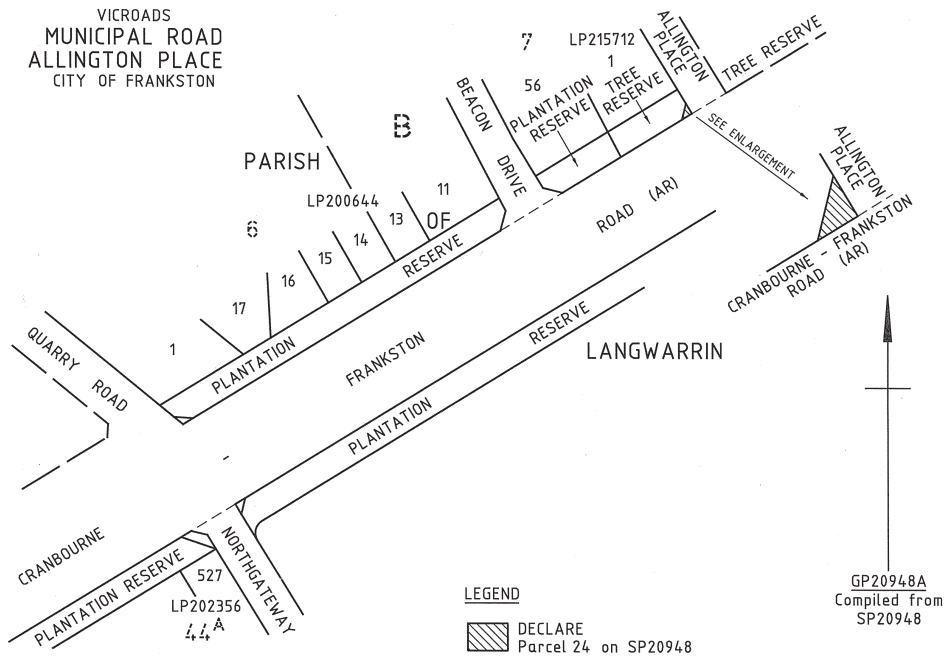 VICROADS
MUNICIPAL ROAD
ALLINGTON PLACE
CITY OF FRANKSTON
7
LP215712
1
56
PLANTATION
RESERVE
TREE
RESERVE
ALLINGTON
PLACE
TREE RESERVE
BEACON
DRIVE
B
PARISH
LP200644
11
OF
13
14
15
16
17
6
1
RESERVE
PLANTATION
ROAD (AR)
SEE ENLARGEMENT
ALLINGTON
PLACE
CRANBOURNE - FRANKSTON
ROAD (AR)
QUARRY ROAD
FRANKSTON
RESERVE
PLANTATION
LANGWARRIN
CRANBOURNE
PLANTATION RESERVE
NORTHGATEWAY
527
LP202356
44A
LEGEND
DECLARE
Parcel 24 on SP20948
GP20948A
Compiled from
SP20948